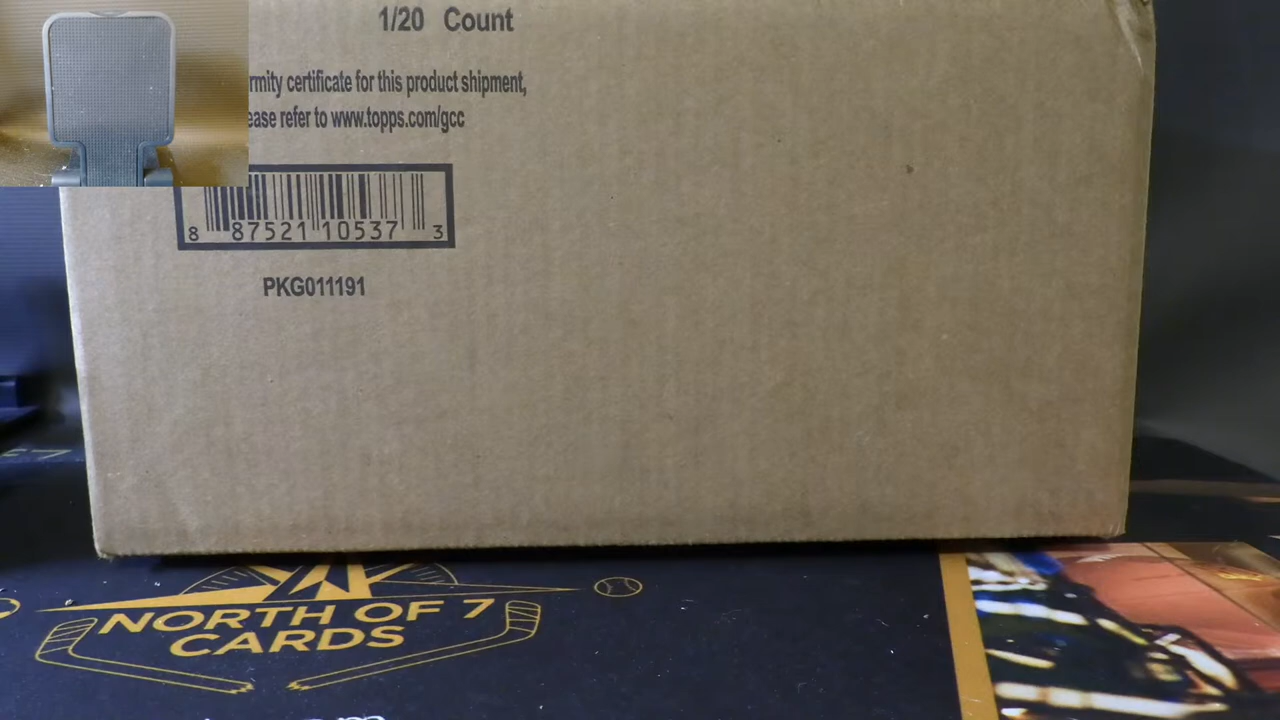 1/20 Count
rmity certificate for this product shipment,
ease refer to www.topps.com/gcc
8 87521 10537 3
PKG011191
NORTH OF 7
CARDS